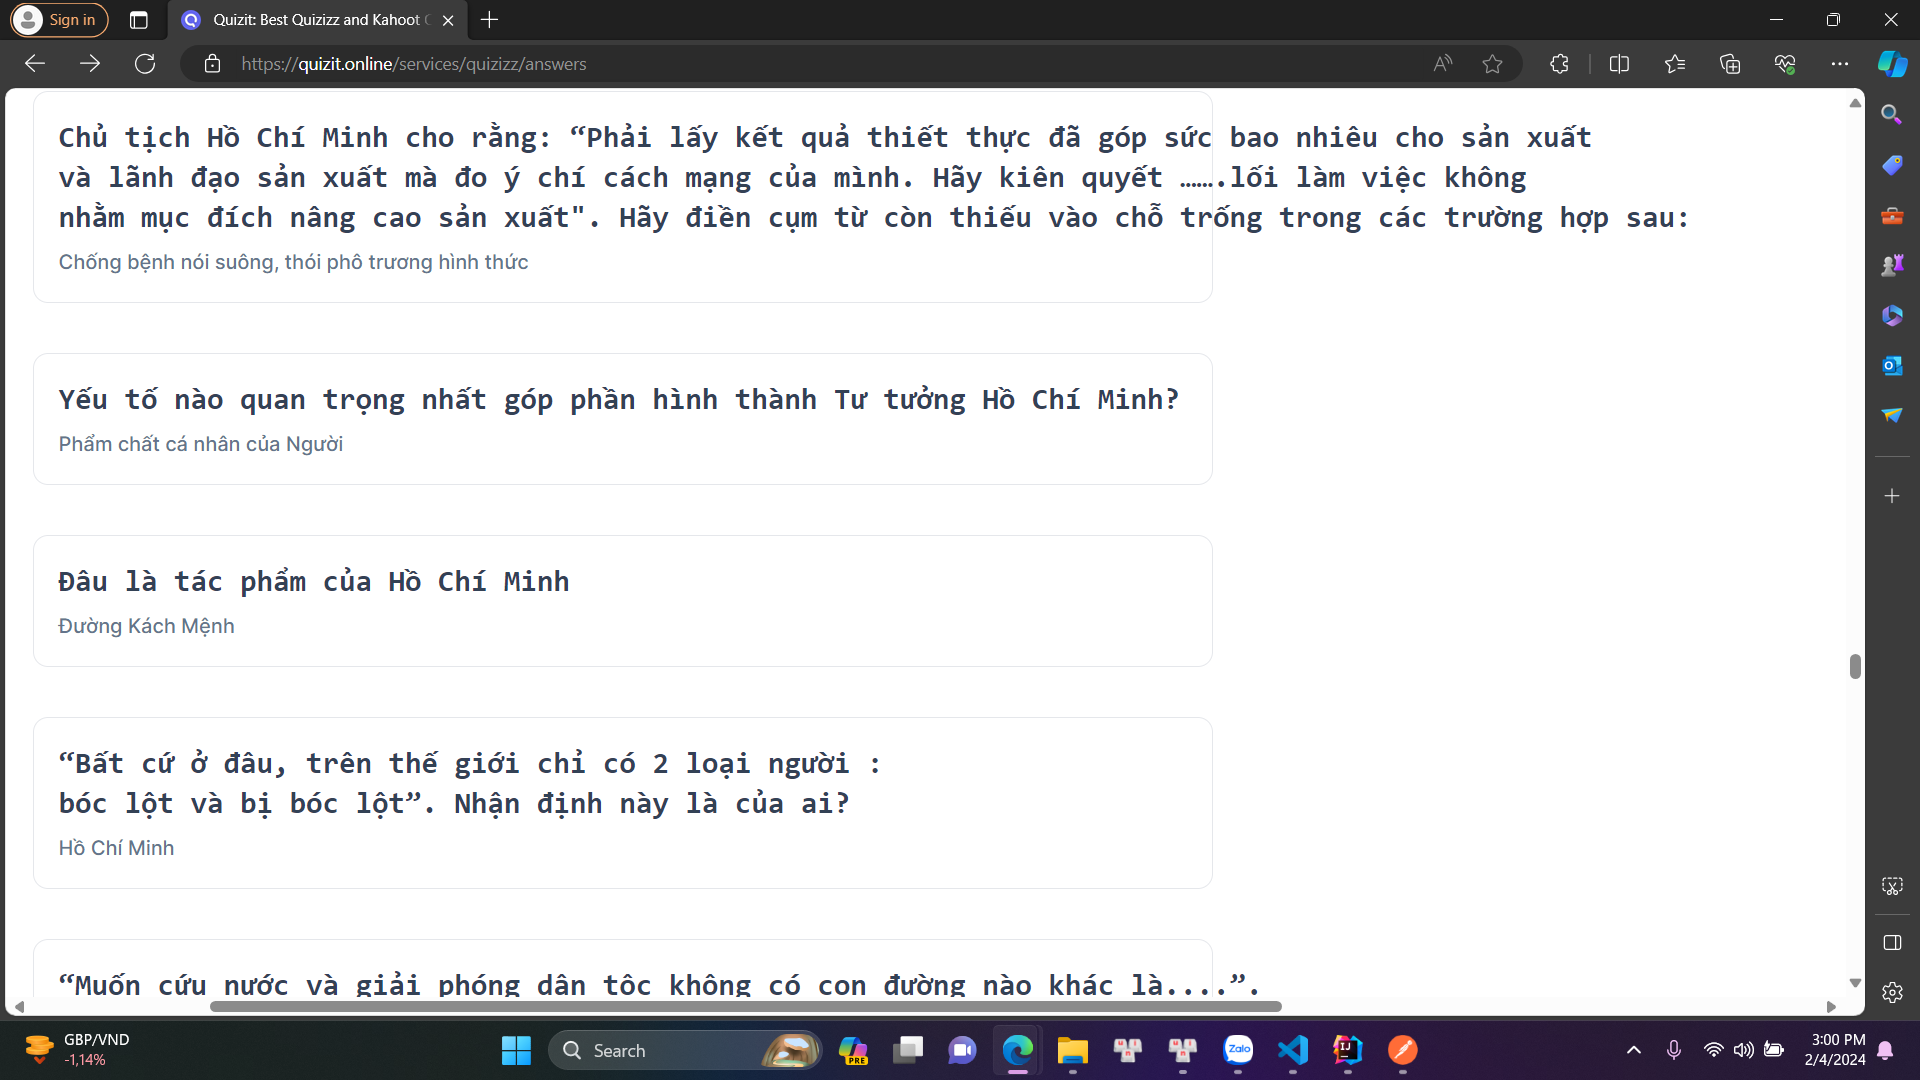 Sign in
Quizit: Best Quizizz and Kahoot
https://quizit.online/services/quizizz/answers
Chủ tịch Hồ Chí Minh cho rằng: “Phải lấy kết quả thiết thực đã góp sức bao nhiêu cho sản xuất
và lãnh đạo sản xuất mà đo ý chí cách mạng của mình. Hãy kiên quyết …….lối làm việc không
nhằm mục đích nâng cao sản xuất". Hãy điền cụm từ còn thiếu vào chỗ trống trong các trường hợp sau:
Chống bệnh nói suông, thói phô trương hình thức
Yếu tố nào quan trọng nhất góp phần hình thành Tư tưởng Hồ Chí Minh?
Phẩm chất cá nhân của Người
Đâu là tác phẩm của Hồ Chí Minh
Đường Kách Mệnh
“Bất cứ ở đâu, trên thế giới chỉ có 2 loại người :
bóc lột và bị bóc lột”. Nhận định này là của ai?
Hồ Chí Minh
“Muốn cứu nước và giải phóng dân tộc không có con đường nào khác là....”.
GBP/VND
-1,14%
Search
PRE
Zalo
IJ
3:00 PM
2/4/2024